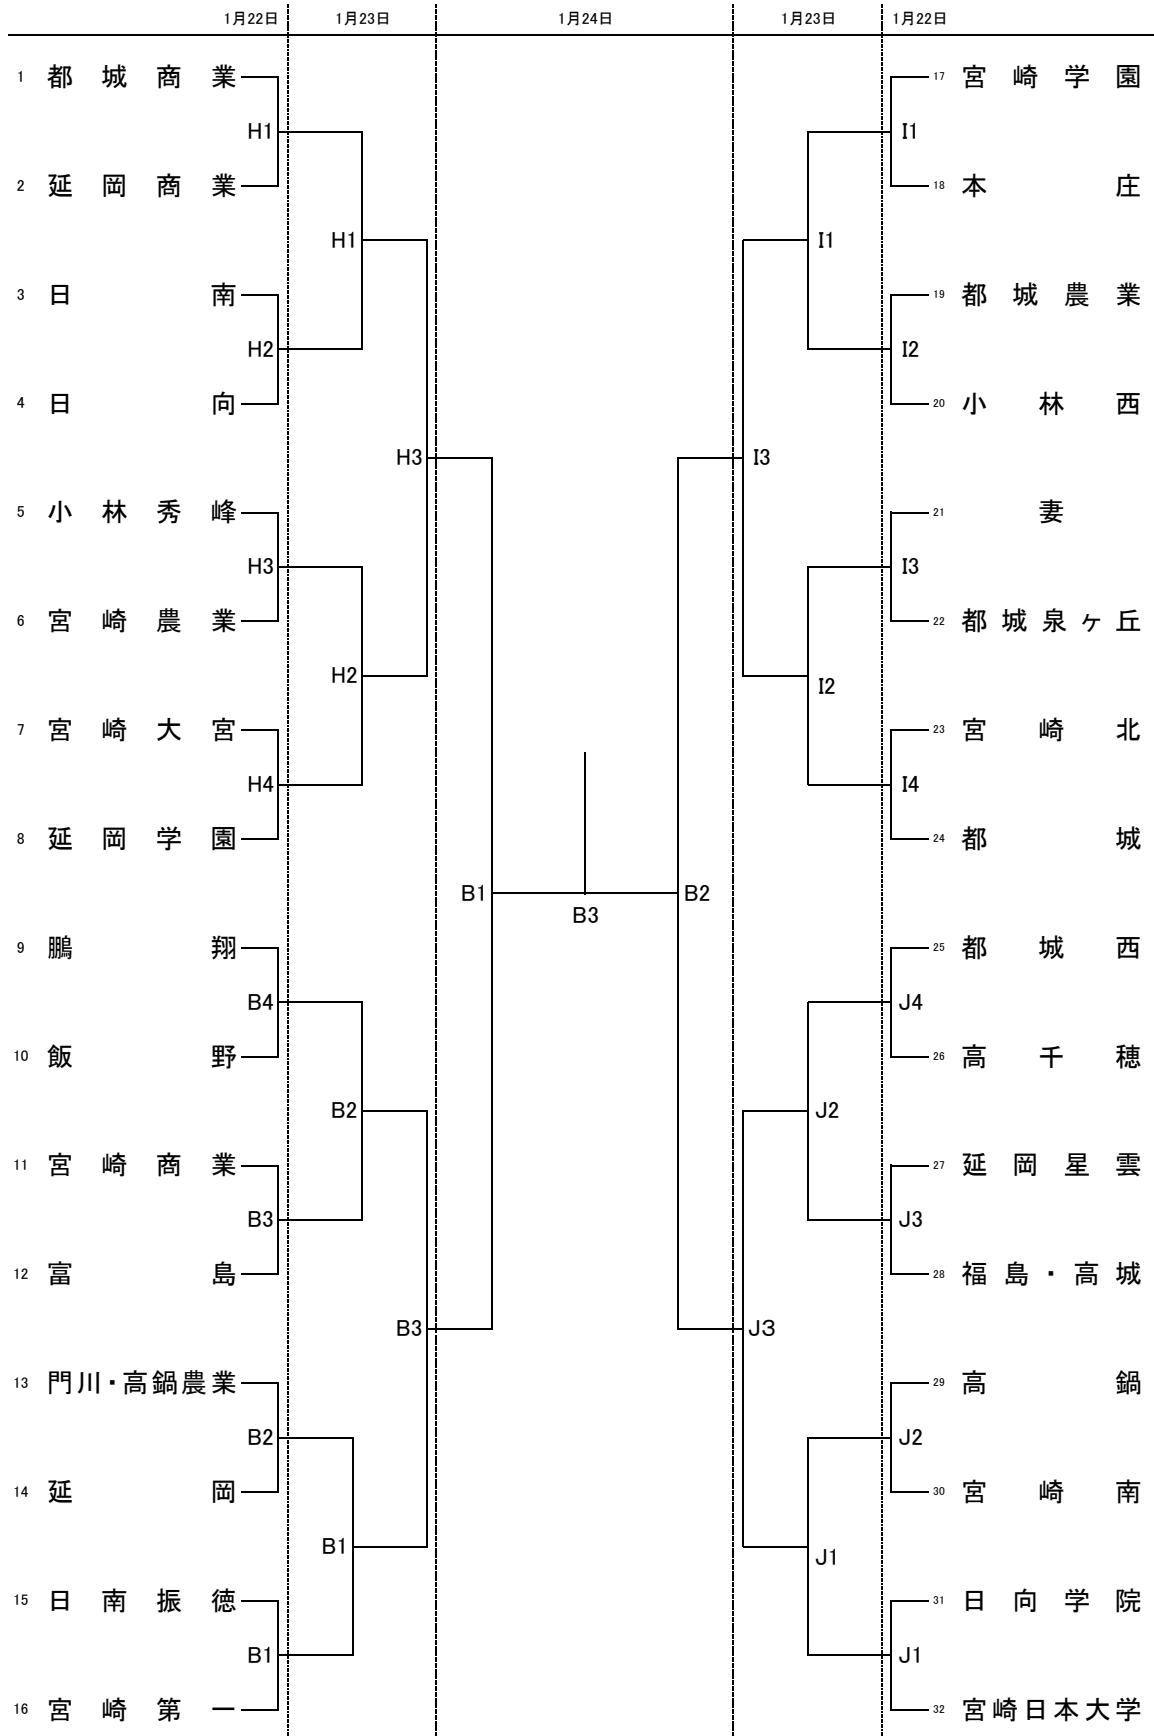 1月22日 1月23日 1月24日 1月23日 1月22日
1 都城商業 17 宮崎学園
H1 I1
2 延岡商業 18 本庄
H1 I1
3 日南 19 都城農業
H2 I2
4 日向 20 小林西
H3 I3
5 小林秀峰 21 妻
H3 I3
6 宮崎農業 22 都城泉ヶ丘
H2 I2
7 宮崎大宮 23 宮崎北
H4 I4
8 延岡学園 24 都城
B1 B2
B3
9 鵬翔 25 都城西
B4 J4
10 飯野 26 高千穂
B2 J2
11 宮崎商業 27 延岡星雲
B3 J3
12 富島 28 福島・高城
B3 J3
13 門川・高鍋農業 29 高鍋
B2 J2
14 延岡 30 宮崎南
B1 J1
15 日南振徳 31 日向学院
B1 J1
16 宮崎第一 32 宮崎日本大学